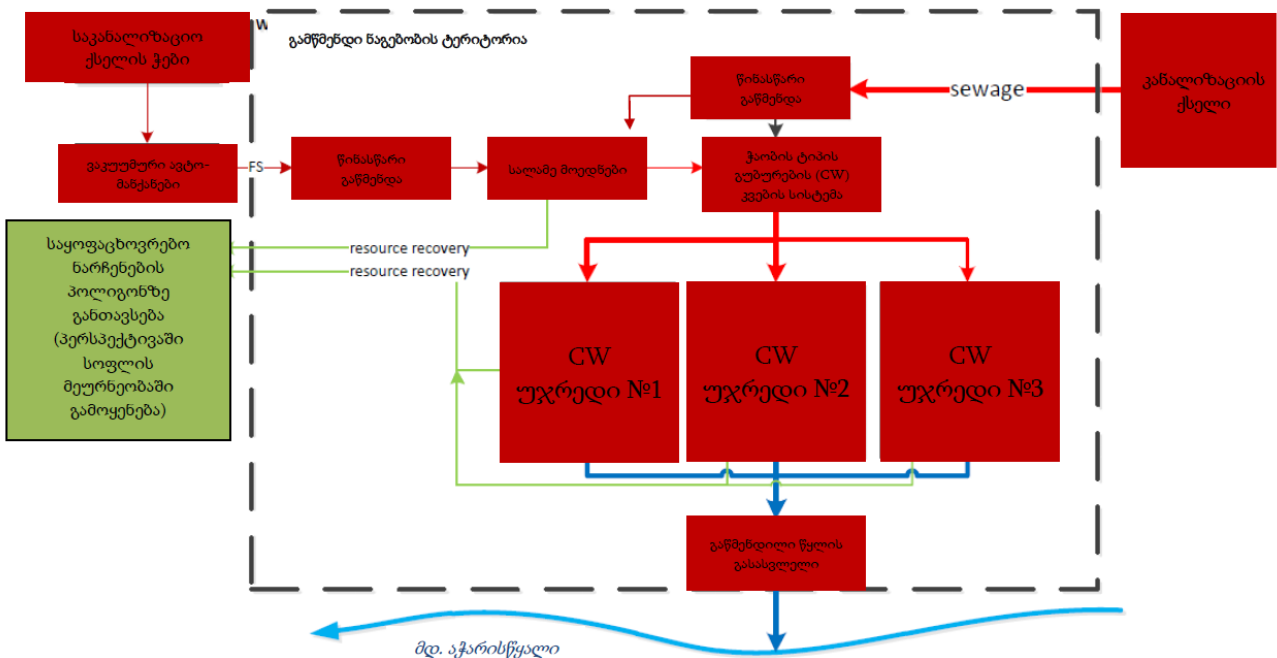 საკანალიზაციო
ქსელის ჭები
W
გამწმენდი ნაგებობის ტერიტორია
წინასწარი
გაწმენდა
sewage
კანალიზაციის
ქსელი
ვაკუუმური ავტო-
მანქანები
FS
წინასწარი
გაწმენდა
სალამე მოედნები
ჭაობის ტიპის
გუბურების (CW)
კვების სისტემა
საყოფაცხოვრებო
ნარჩენების
პოლიგონზე
განთავსება
(პერსპექტივაში
სოფლის
მეურნეობაში
გამოყენება)
resource recovery
resource recovery
CW
უჯრედი №1
CW
უჯრედი №2
CW
უჯრედი №3
გაწმენდილი წყლის
გასასვლელი
მდ. აჭარისწყალი